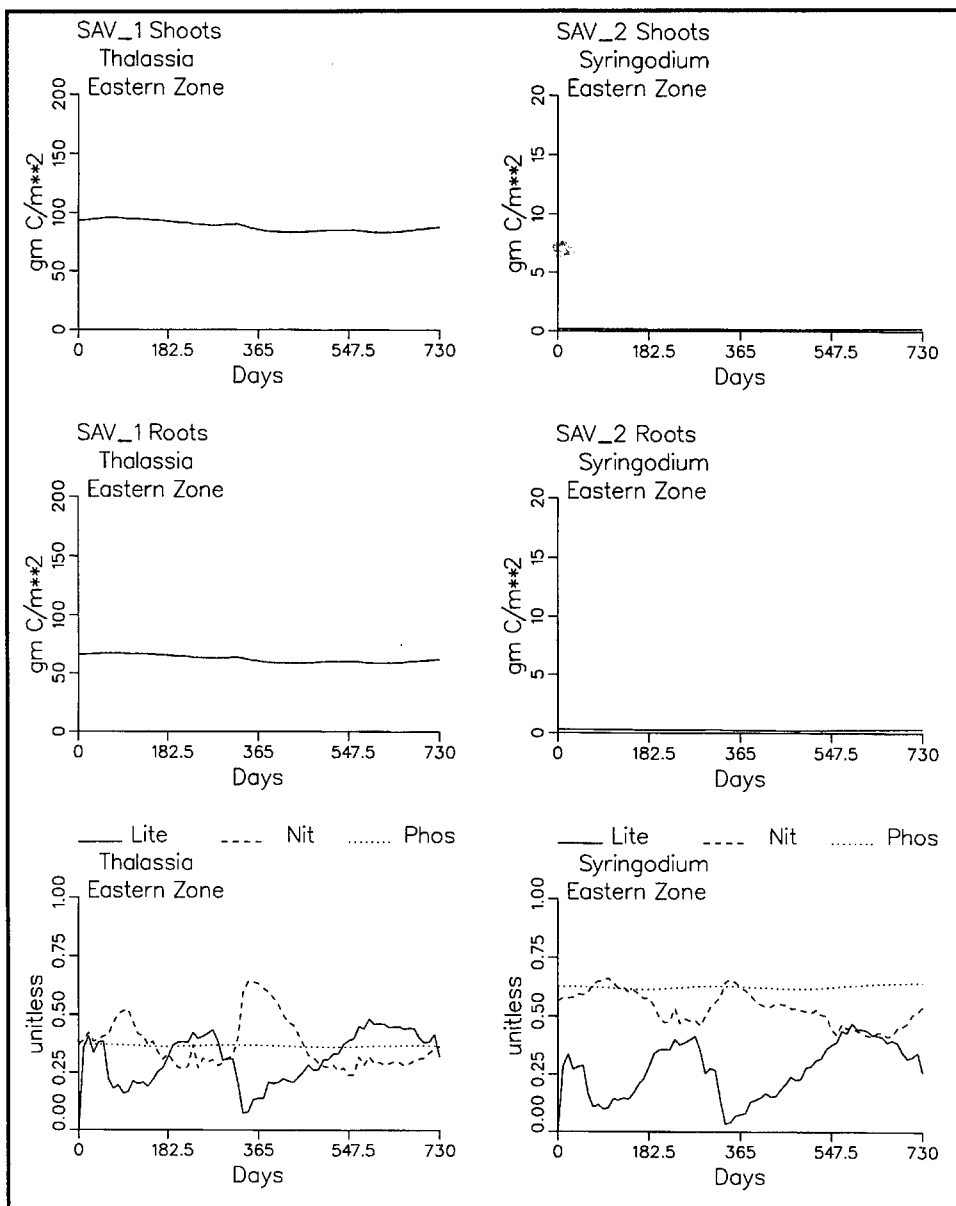 SAV_1 Shoots
Thalassia
Eastern Zone
gm C/m**2
0 50 100 150 200
0 182.5 365 547.5 730
Days
SAV_2 Shoots
Syringodium
Eastern Zone
gm C/m**2
0 5 10 15 20
0 182.5 365 547.5 730
Days
SAV_1 Roots
Thalassia
Eastern Zone
gm C/m**2
0 50 100 150 200
0 182.5 365 547.5 730
Days
SAV_2 Roots
Syringodium
Eastern Zone
gm C/m**2
0 5 10 15 20
0 182.5 365 547.5 730
Days
Lite Nit Phos
Thalassia
Eastern Zone
unitless
0.00 0.25 0.50 0.75 1.00
0 182.5 365 547.5 730
Days
Lite Nit Phos
Syringodium
Eastern Zone
unitless
0.00 0.25 0.50 0.75 1.00
0 182.5 365 547.5 730
Days